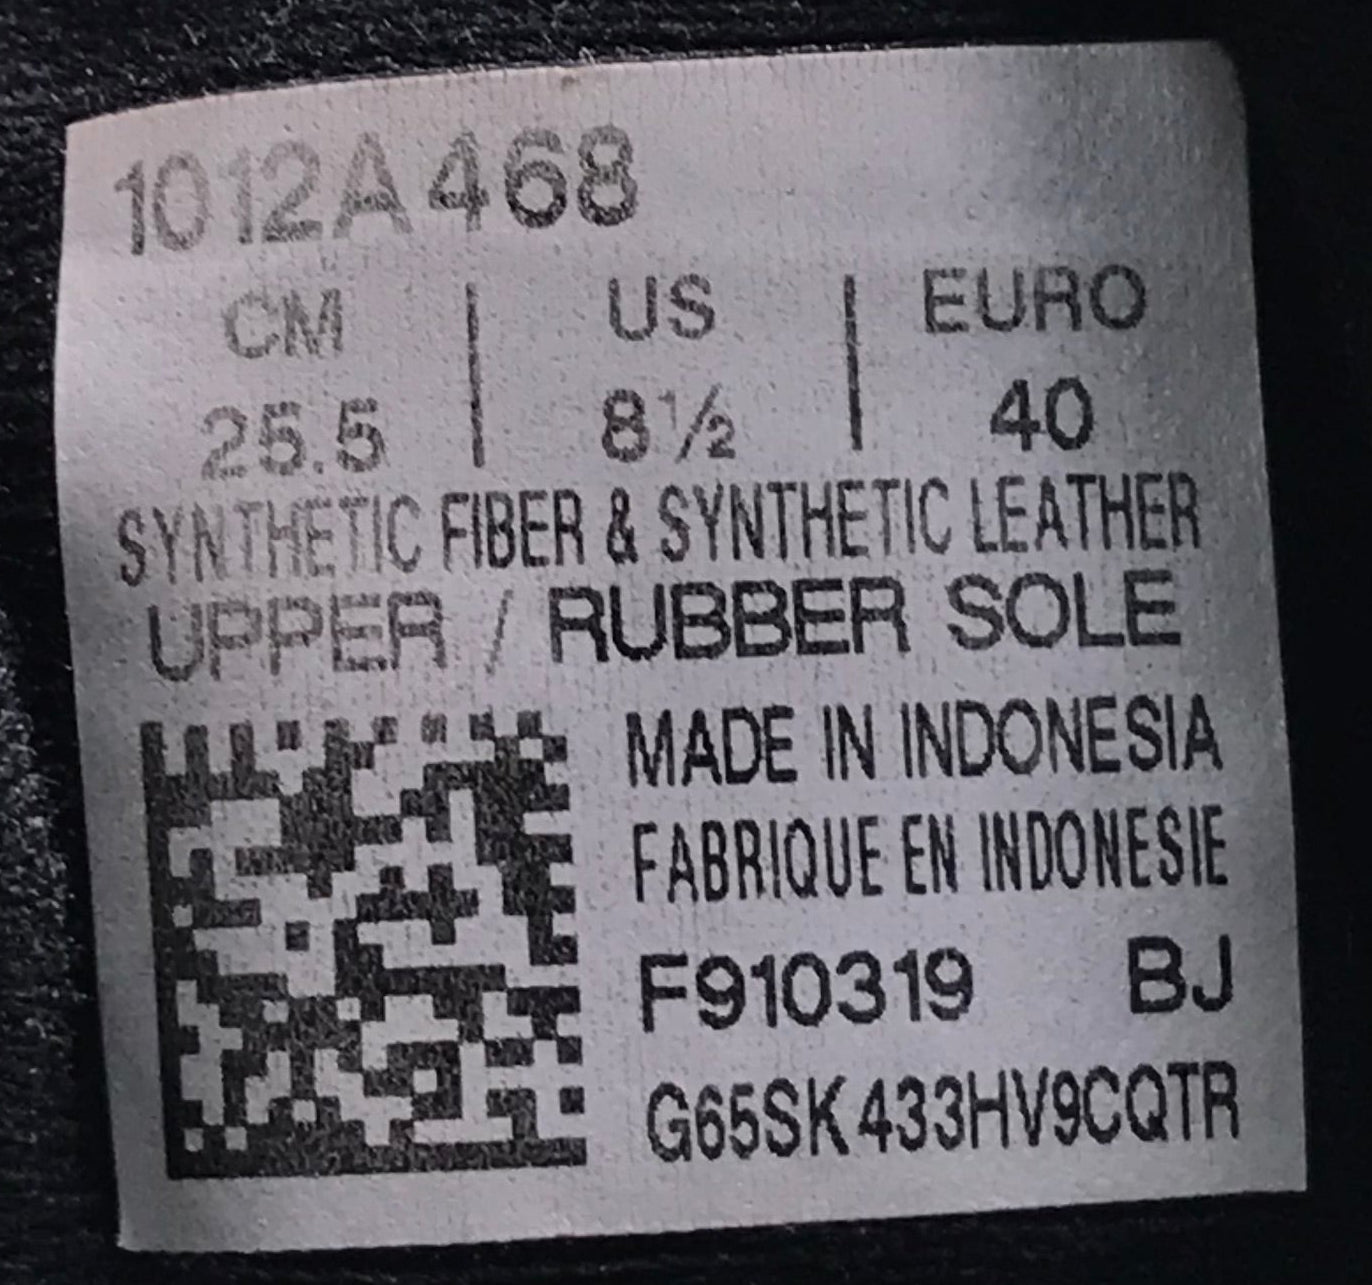 1012A468
CM | US | EURO
25.5 | 8½ | 40
SYNTHETIC FIBER & SYNTHETIC LEATHER
UPPER / RUBBER SOLE
MADE IN INDONESIA
FABRIQUE EN INDONESIE
F910319 BJ
G65SK433HV9CQTR